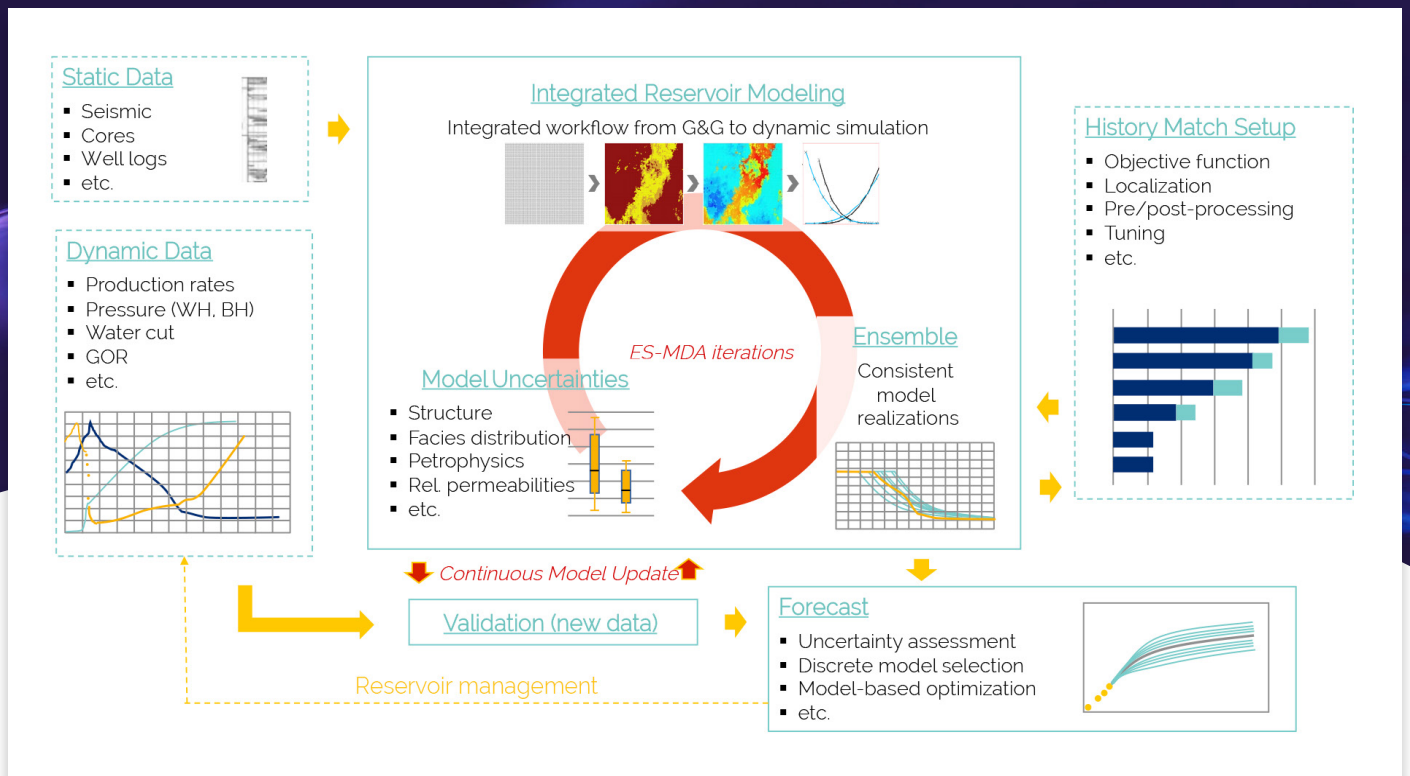 Static Data
▪ Seismic
▪ Cores
▪ Well logs
▪ etc.
Dynamic Data
▪ Production rates
▪ Pressure (WH, BH)
▪ Water cut
▪ GOR
▪ etc.
Integrated Reservoir Modeling
Integrated workflow from G&G to dynamic simulation
ES-MDA iterations
Model Uncertainties
▪ Structure
▪ Facies distribution
▪ Petrophysics
▪ Rel. permeabilities
▪ etc.
Ensemble
Consistent
model
realizations
History Match Setup
▪ Objective function
▪ Localization
▪ Pre/post-processing
▪ Tuning
▪ etc.
Continuous Model Update
Validation (new data)
Forecast
▪ Uncertainty assessment
▪ Discrete model selection
▪ Model-based optimization
▪ etc.
Reservoir management